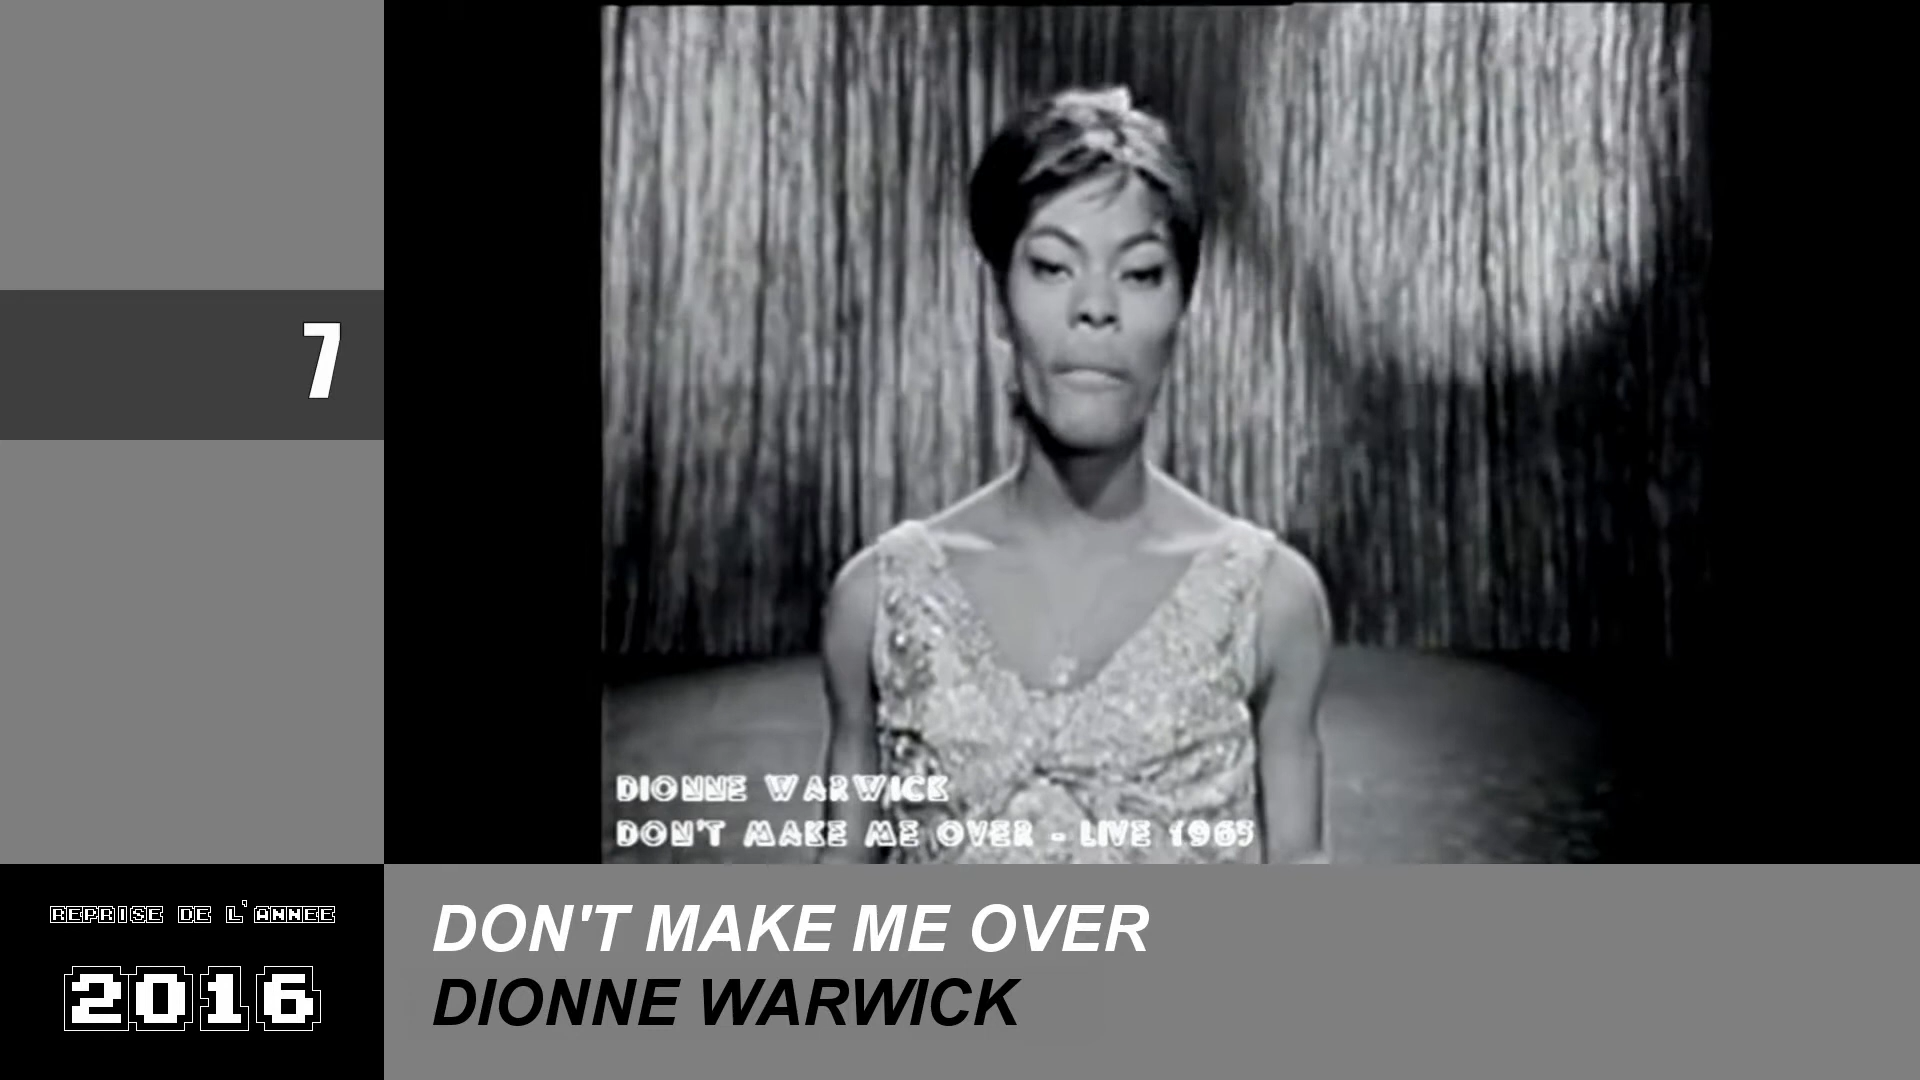 7
DIONNE WARWICK
DON'T MAKE ME OVER - LIVE 1965
REPRISE DE L'ANNEE
2016
DON'T MAKE ME OVER
DIONNE WARWICK